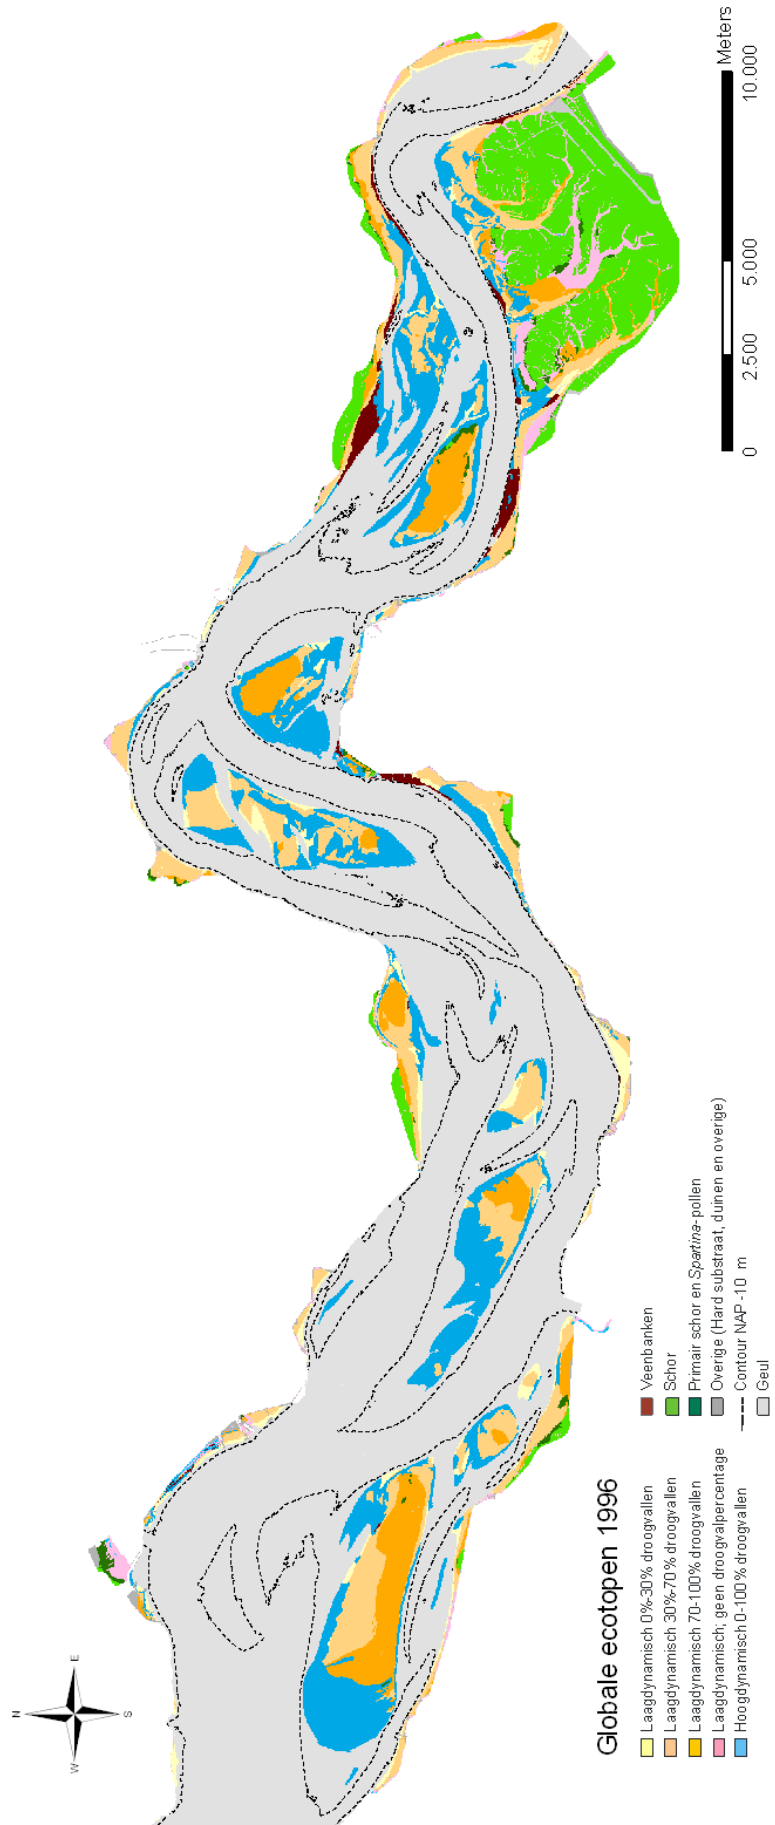 N
W
E
S
Globale ecotopen 1996
Laagdynamisch 0%-30% droogvallen
Laagdynamisch 30%-70% droogvallen
Laagdynamisch 70-100% droogvallen
Laagdynamisch; geen droogvalpercentage
Hoogdynamisch 0-100% droogvallen
Veenbanken
Schor
Primair schor en Spartina-pollen
Overige (Hard substraat, duinen en overige)
Contour NAP -10 m
Geul
0 2.500 5.000 10.000
Meters